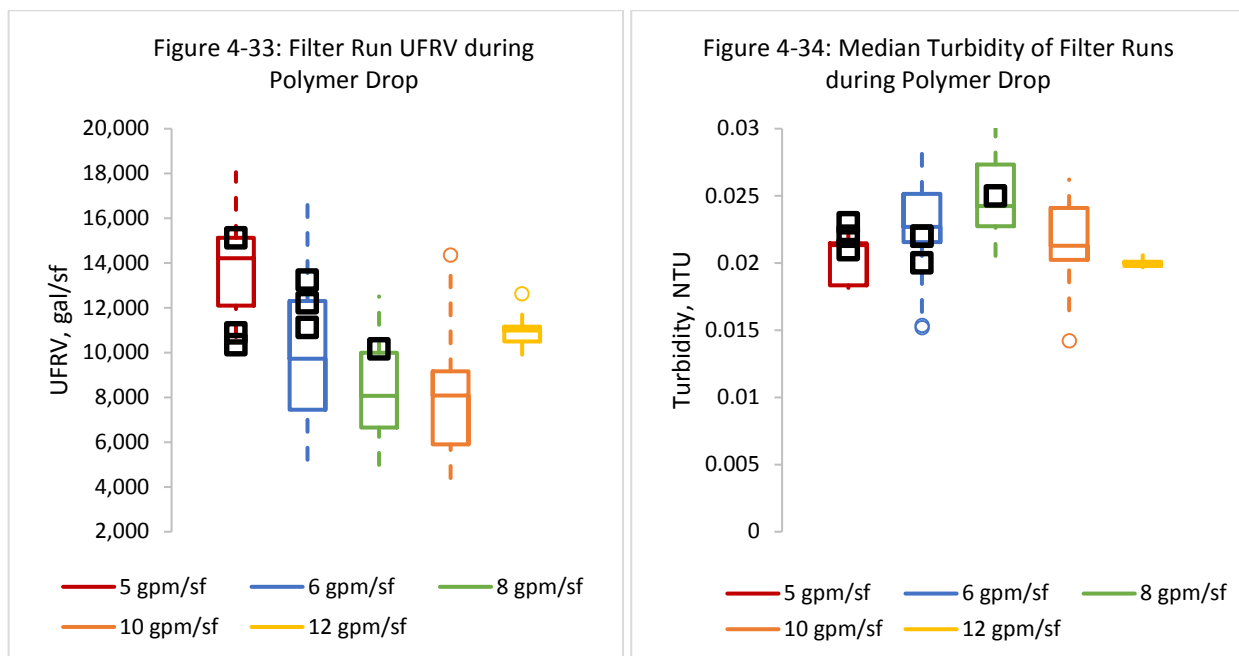 Figure 4-33: Filter Run UFRV during
Polymer Drop
UFRV, gal/sf
20,000
18,000
16,000
14,000
12,000
10,000
8,000
6,000
4,000
2,000
5 gpm/sf
6 gpm/sf
8 gpm/sf
10 gpm/sf
12 gpm/sf
Figure 4-34: Median Turbidity of Filter Runs
during Polymer Drop
Turbidity, NTU
0.03
0.025
0.02
0.015
0.01
0.005
0
5 gpm/sf
6 gpm/sf
8 gpm/sf
10 gpm/sf
12 gpm/sf